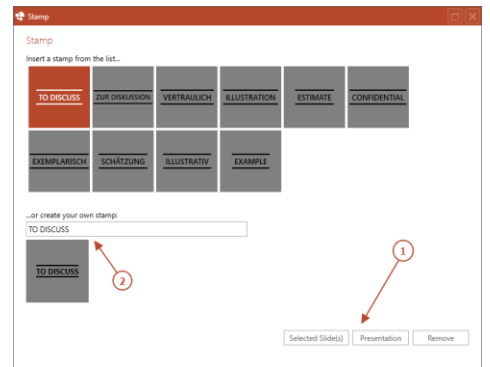 Stamp
Stamp
Insert a stamp from the list...
TO DISCUSS ZUR DISKUSSION VERTRAULICH ILLUSTRATION ESTIMATE CONFIDENTIAL
EXEMPLARISCH SCHÄTZUNG ILLUSTRATIV EXAMPLE
...or create your own stamp:
TO DISCUSS
1
TO DISCUSS
2
Selected Slide(s) Presentation Remove